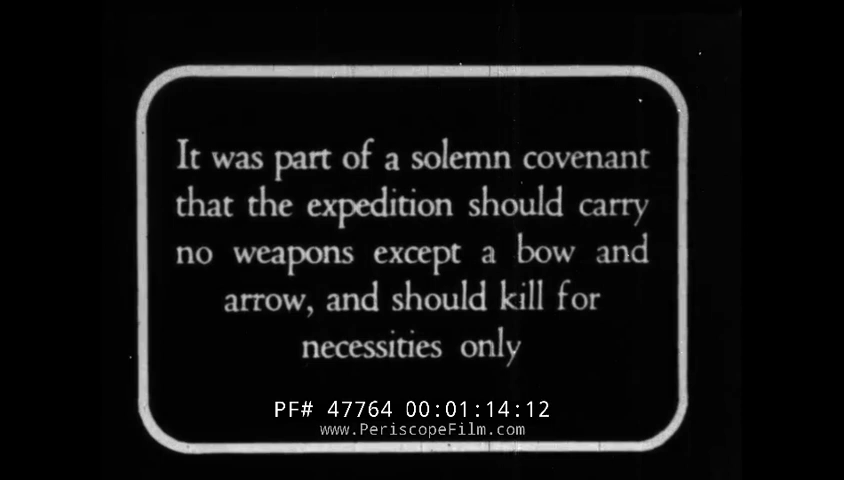 It was part of a solemn covenant
that the expedition should carry
no weapons except a bow and
arrow, and should kill for
necessities only
PF# 47764 00:01:14:12
www.PeriscopeFilm.com